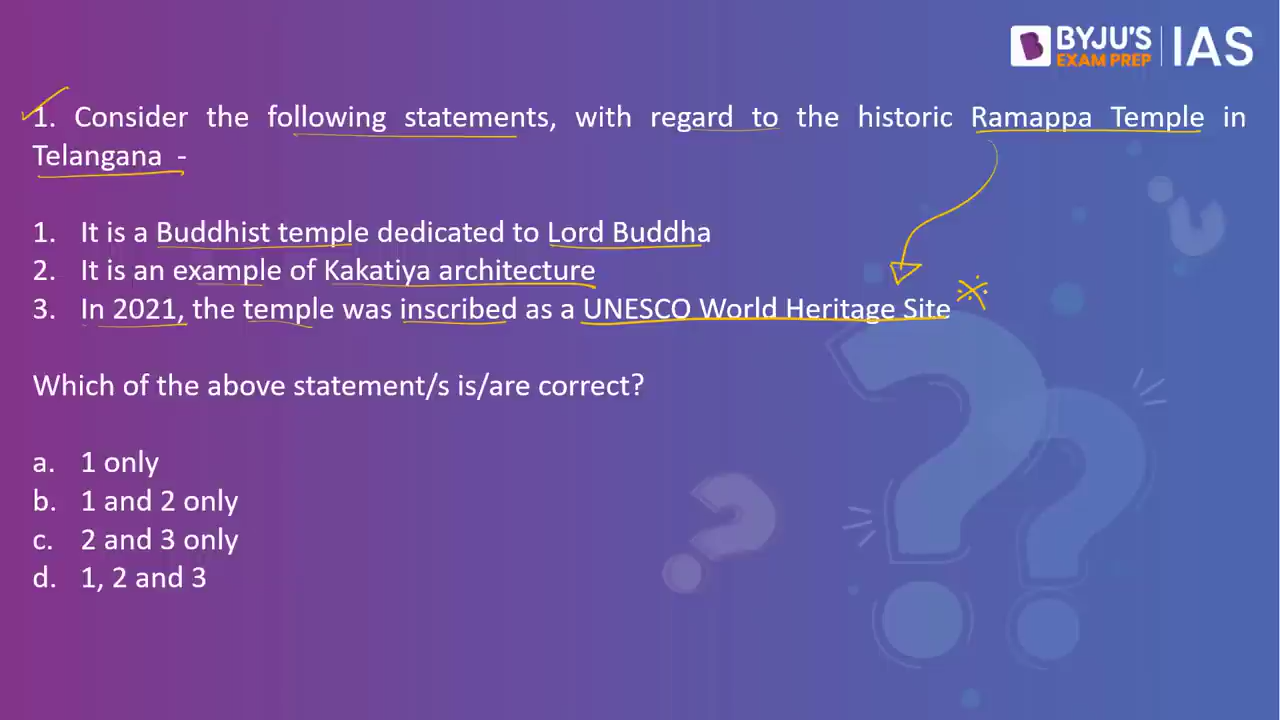 BYJU'S
EXAM PREP
IAS
1. Consider the following statements, with regard to the historic Ramappa Temple in
Telangana -
1. It is a Buddhist temple dedicated to Lord Buddha
2. It is an example of Kakatiya architecture
3. In 2021, the temple was inscribed as a UNESCO World Heritage Site
Which of the above statement/s is/are correct?
a. 1 only
b. 1 and 2 only
c. 2 and 3 only
d. 1, 2 and 3